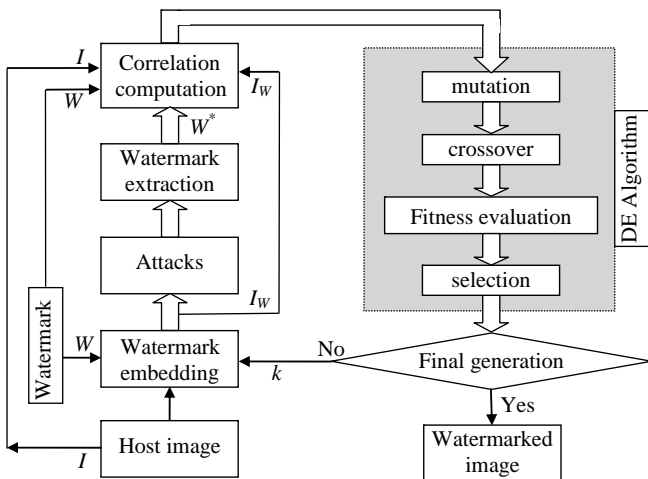 I
W
Correlation
computation
I_W
W*
Watermark
extraction
Attacks
I_W
Watermark
W
Watermark
embedding
k
I
Host image
mutation
crossover
Fitness evaluation
selection
DE Algorithm
No
Final generation
Yes
Watermarked
image